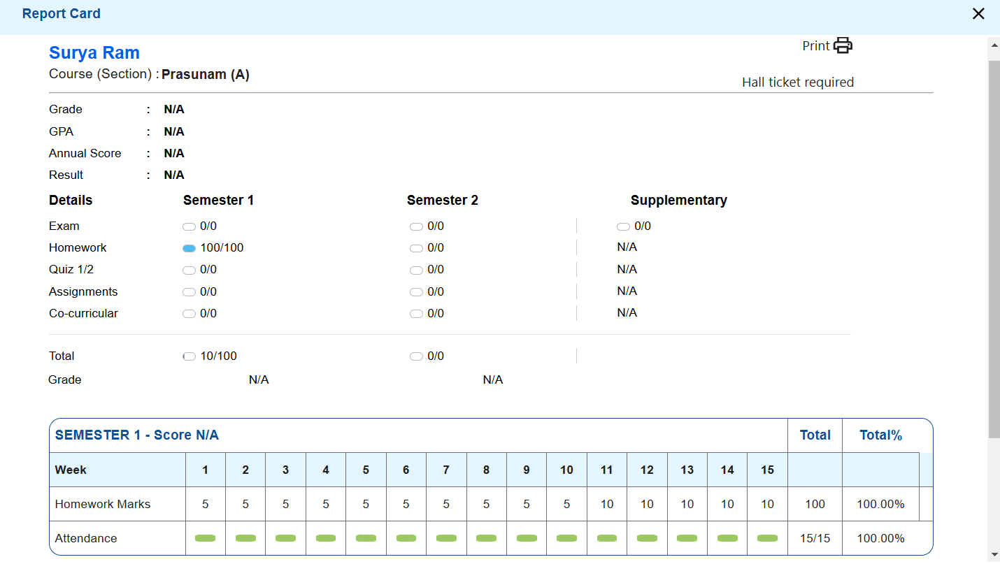 Report Card
Surya Ram
Print
Course (Section) : Prasunam (A)
Hall ticket required
Grade : N/A
GPA : N/A
Annual Score : N/A
Result : N/A
Details Semester 1 Semester 2 Supplementary
Exam 0/0 0/0 0/0
Homework 100/100 0/0 N/A
Quiz 1/2 0/0 0/0 N/A
Assignments 0/0 0/0 N/A
Co-curricular 0/0 0/0 N/A
Total 10/100 0/0
Grade N/A N/A
SEMESTER 1 - Score N/A Total Total%
Week 1 2 3 4 5 6 7 8 9 10 11 12 13 14 15
Homework Marks 5 5 5 5 5 5 5 5 5 5 10 10 10 10 10 100 100.00%
Attendance 15/15 100.00%